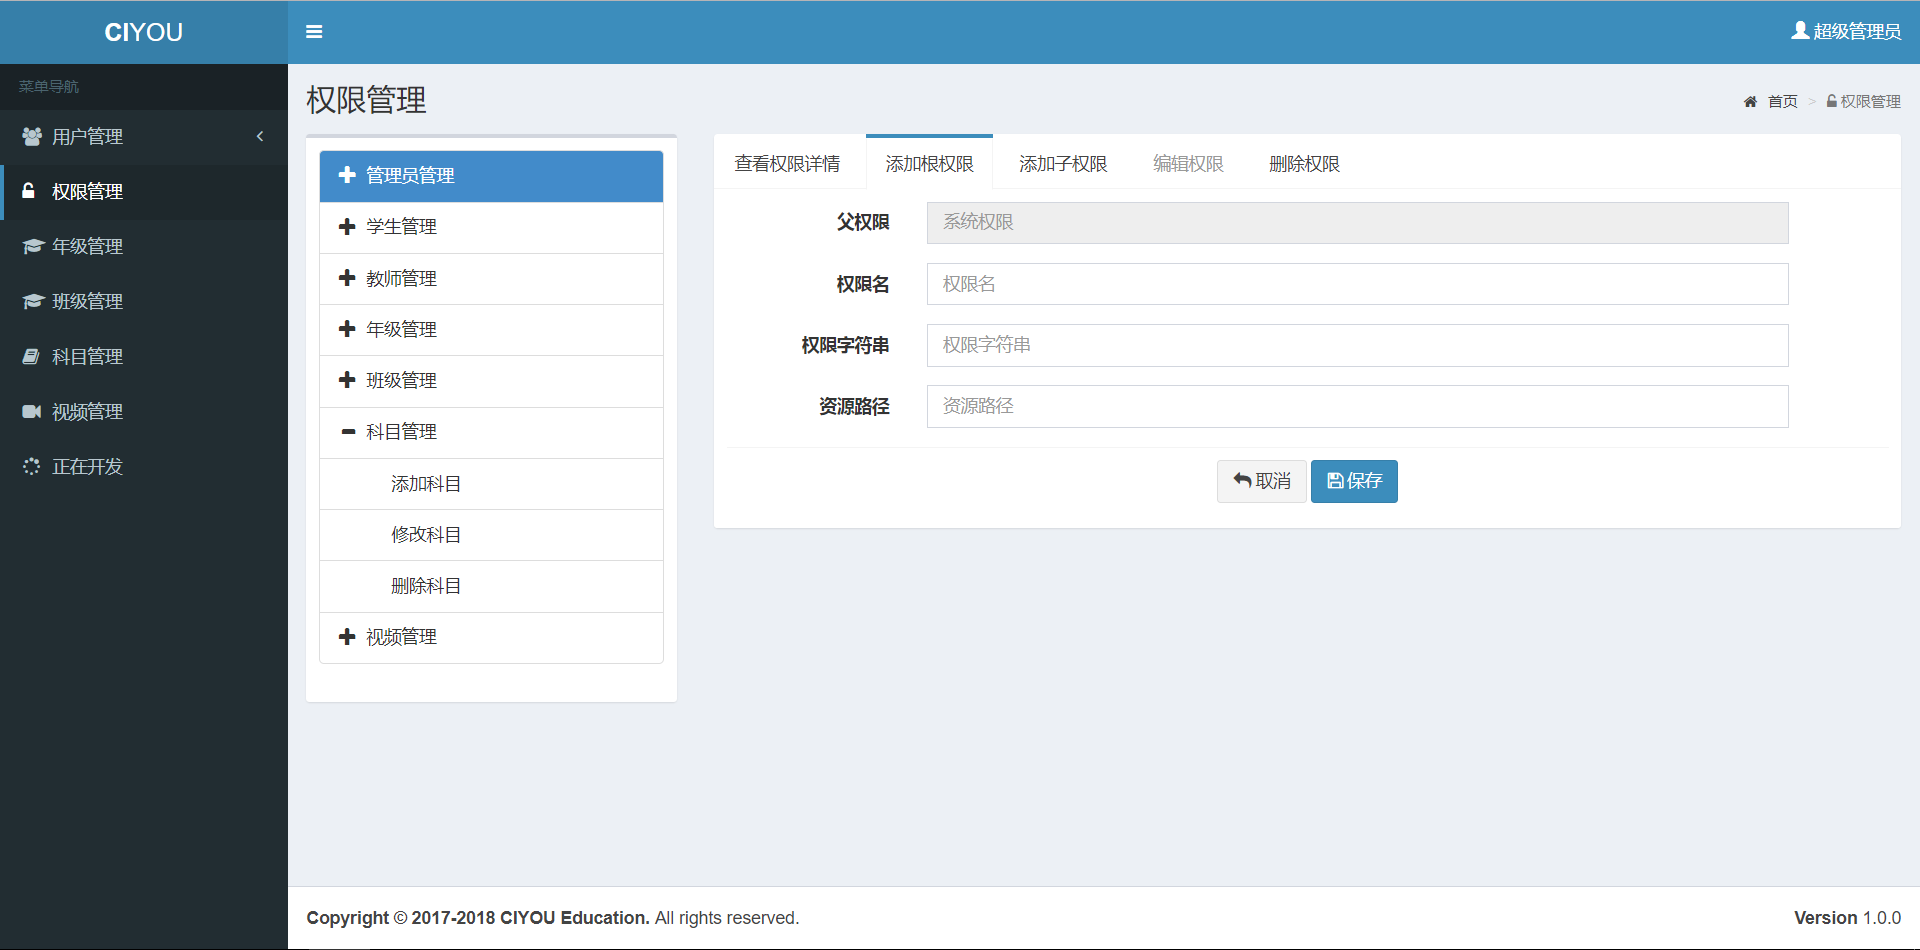 CIYOU
超级管理员
菜单导航
用户管理
权限管理
年级管理
班级管理
科目管理
视频管理
正在开发
权限管理
首页 > 权限管理
管理员管理
学生管理
教师管理
年级管理
班级管理
科目管理
添加科目
修改科目
删除科目
视频管理
查看权限详情 添加根权限 添加子权限 编辑权限 删除权限
父权限 系统权限
权限名 权限名
权限字符串 权限字符串
资源路径 资源路径
取消 保存
Copyright © 2017-2018 CIYOU Education. All rights reserved.
Version 1.0.0